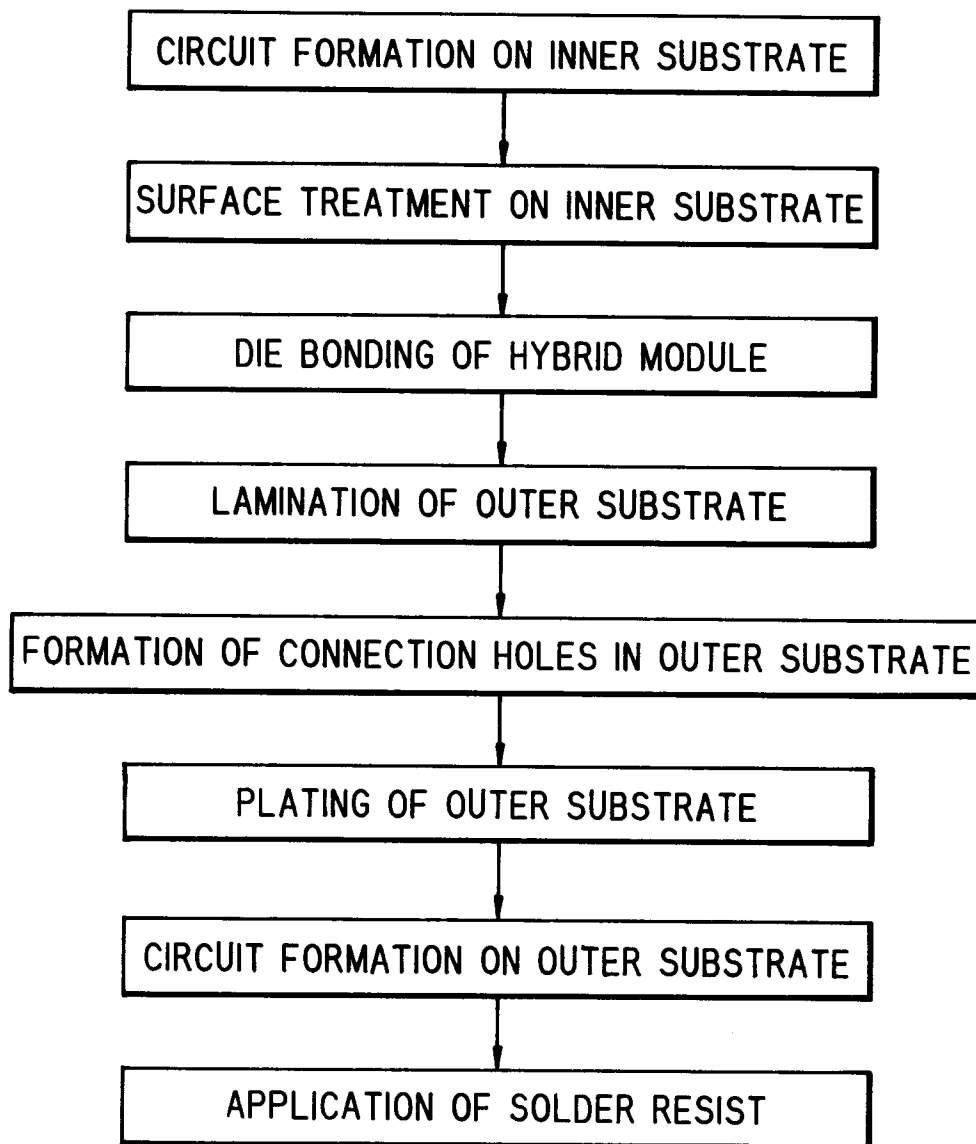 CIRCUIT FORMATION ON INNER SUBSTRATE
SURFACE TREATMENT ON INNER SUBSTRATE
DIE BONDING OF HYBRID MODULE
LAMINATION OF OUTER SUBSTRATE
FORMATION OF CONNECTION HOLES IN OUTER SUBSTRATE
PLATING OF OUTER SUBSTRATE
CIRCUIT FORMATION ON OUTER SUBSTRATE
APPLICATION OF SOLDER RESIST